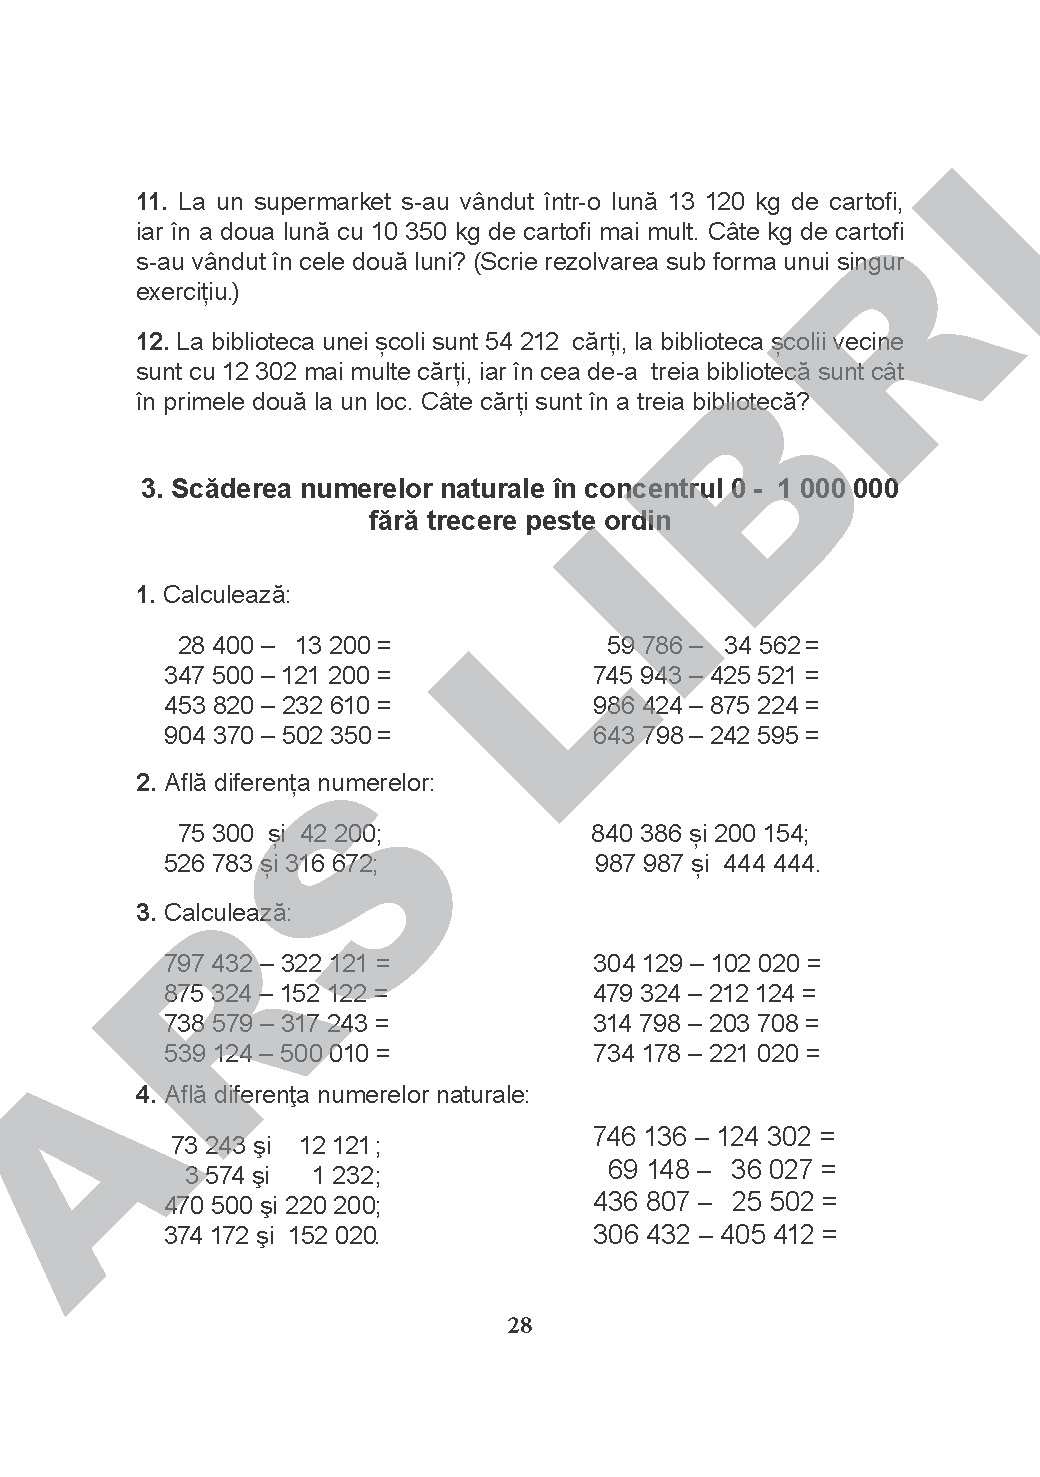 11. La un supermarket s-au vândut într-o lună 13 120 kg de cartofi,
iar în a doua lună cu 10 350 kg de cartofi mai mult. Câte kg de cartofi
s-au vândut în cele două luni? (Scrie rezolvarea sub forma unui singur
exercițiu.)
12. La biblioteca unei școli sunt 54 212 cărți, la biblioteca școlii vecine
sunt cu 12 302 mai multe cărți, iar în cea de-a treia bibliotecă sunt cât
în primele două la un loc. Câte cărți sunt în a treia bibliotecă?
3. Scăderea numerelor naturale în concentrul 0 - 1 000 000
fără trecere peste ordin
1. Calculează:
28 400 – 13 200 =
347 500 – 121 200 =
453 820 – 232 610 =
904 370 – 502 350 =
59 786 – 34 562 =
745 943 – 425 521 =
986 424 – 875 224 =
643 798 – 242 595 =
2. Află diferența numerelor:
75 300 și 42 200;
526 783 și 316 672;
840 386 și 200 154;
987 987 și 444 444.
3. Calculează:
797 432 – 322 121 =
875 324 – 152 122 =
738 579 – 317 243 =
539 124 – 500 010 =
304 129 – 102 020 =
479 324 – 212 124 =
314 798 – 203 708 =
734 178 – 221 020 =
4. Află diferenţa numerelor naturale:
73 243 şi 12 121;
3 574 şi 1 232;
470 500 şi 220 200;
374 172 şi 152 020.
746 136 – 124 302 =
69 148 – 36 027 =
436 807 – 25 502 =
306 432 – 405 412 =
28
ARS LIBRI